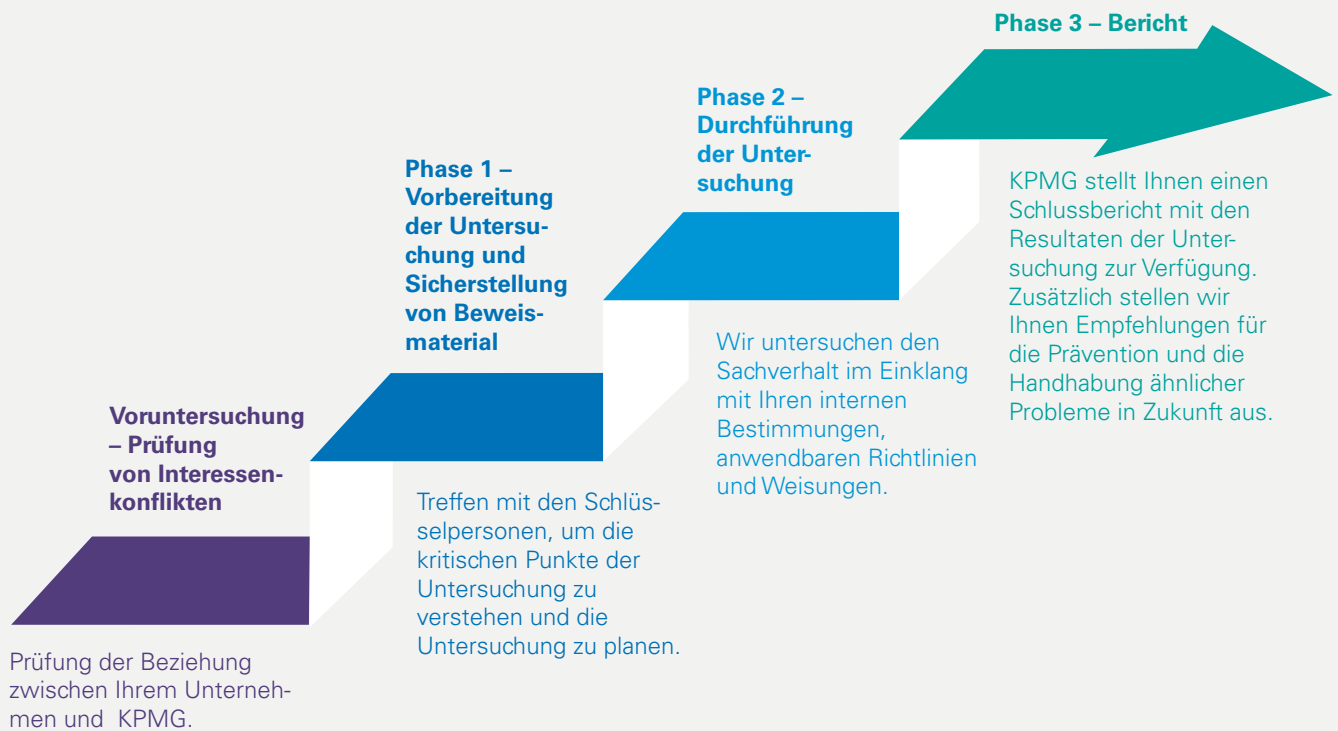 Voruntersuchung
– Prüfung
von Interessen-
konflikten
Prüfung der Beziehung
zwischen Ihrem Unterneh-
men und KPMG.
Phase 1 –
Vorbereitung
der Untersu-
chung und
Sicherstellung
von Beweis-
material
Treffen mit den Schlüs-
selpersonen, um die
kritischen Punkte der
Untersuchung zu
verstehen und die
Untersuchung zu planen.
Phase 2 –
Durchführung
der Unter-
suchung
Wir untersuchen den
Sachverhalt im Einklang
mit Ihren internen
Bestimmungen,
anwendbaren Richtlinien
und Weisungen.
Phase 3 – Bericht
KPMG stellt Ihnen einen
Schlussbericht mit den
Resultaten der Unter-
suchung zur Verfügung.
Zusätzlich stellen wir
Ihnen Empfehlungen für
die Prävention und die
Handhabung ähnlicher
Probleme in Zukunft aus.